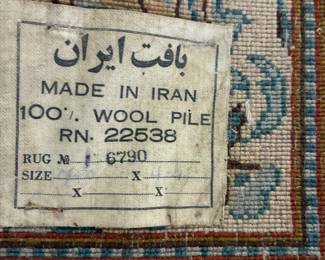 بافت ایران
MADE IN IRAN
100% WOOL PILE
RN. 22538
RUG № 6790
SIZE X
X X